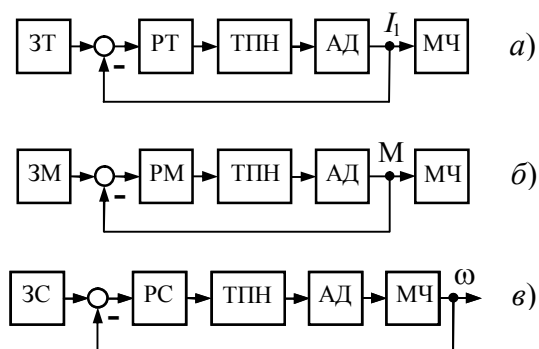 I₁
ЗТ РТ ТПН АД МЧ а)
-
М
ЗМ РМ ТПН АД МЧ б)
-
ω
ЗС РС ТПН АД МЧ в)
-